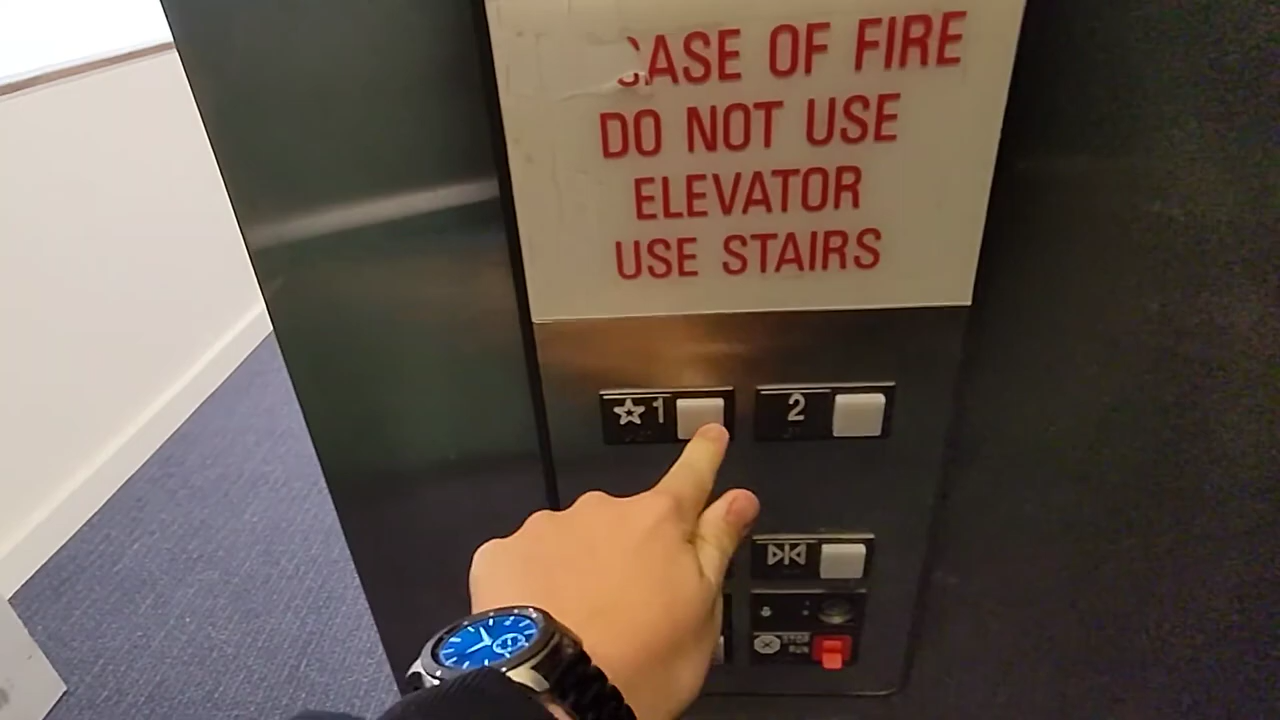 CASE OF FIRE
DO NOT USE
ELEVATOR
USE STAIRS
☆1
2
STOP
RUN